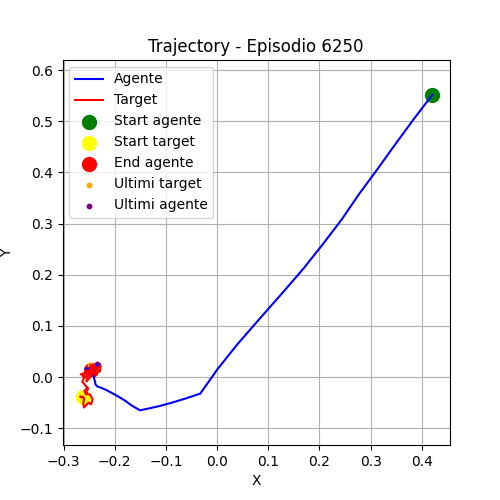 Trajectory - Episodio 6250
Agente
Target
Start agente
Start target
End agente
Ultimi target
Ultimi agente
0.6
0.5
0.4
0.3
0.2
0.1
0.0
−0.1
Y
−0.3 −0.2 −0.1 0.0 0.1 0.2 0.3 0.4
X